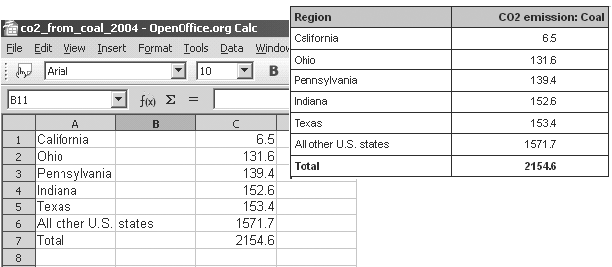 co2_from_coal_2004 - OpenOffice.org Calc
File Edit View Insert Format Tools Data Window
Arial 10 B
B11 f(x) Σ =
A B C
1 California 6.5
2 Ohio 131.6
3 Pennsylvania 139.4
4 Indiana 152.6
5 Texas 153.4
6 All other U.S. states 1571.7
7 Total 2154.6
8
Region CO2 emission: Coal
California 6.5
Ohio 131.6
Pennsylvania 139.4
Indiana 152.6
Texas 153.4
All other U.S. states 1571.7
Total 2154.6